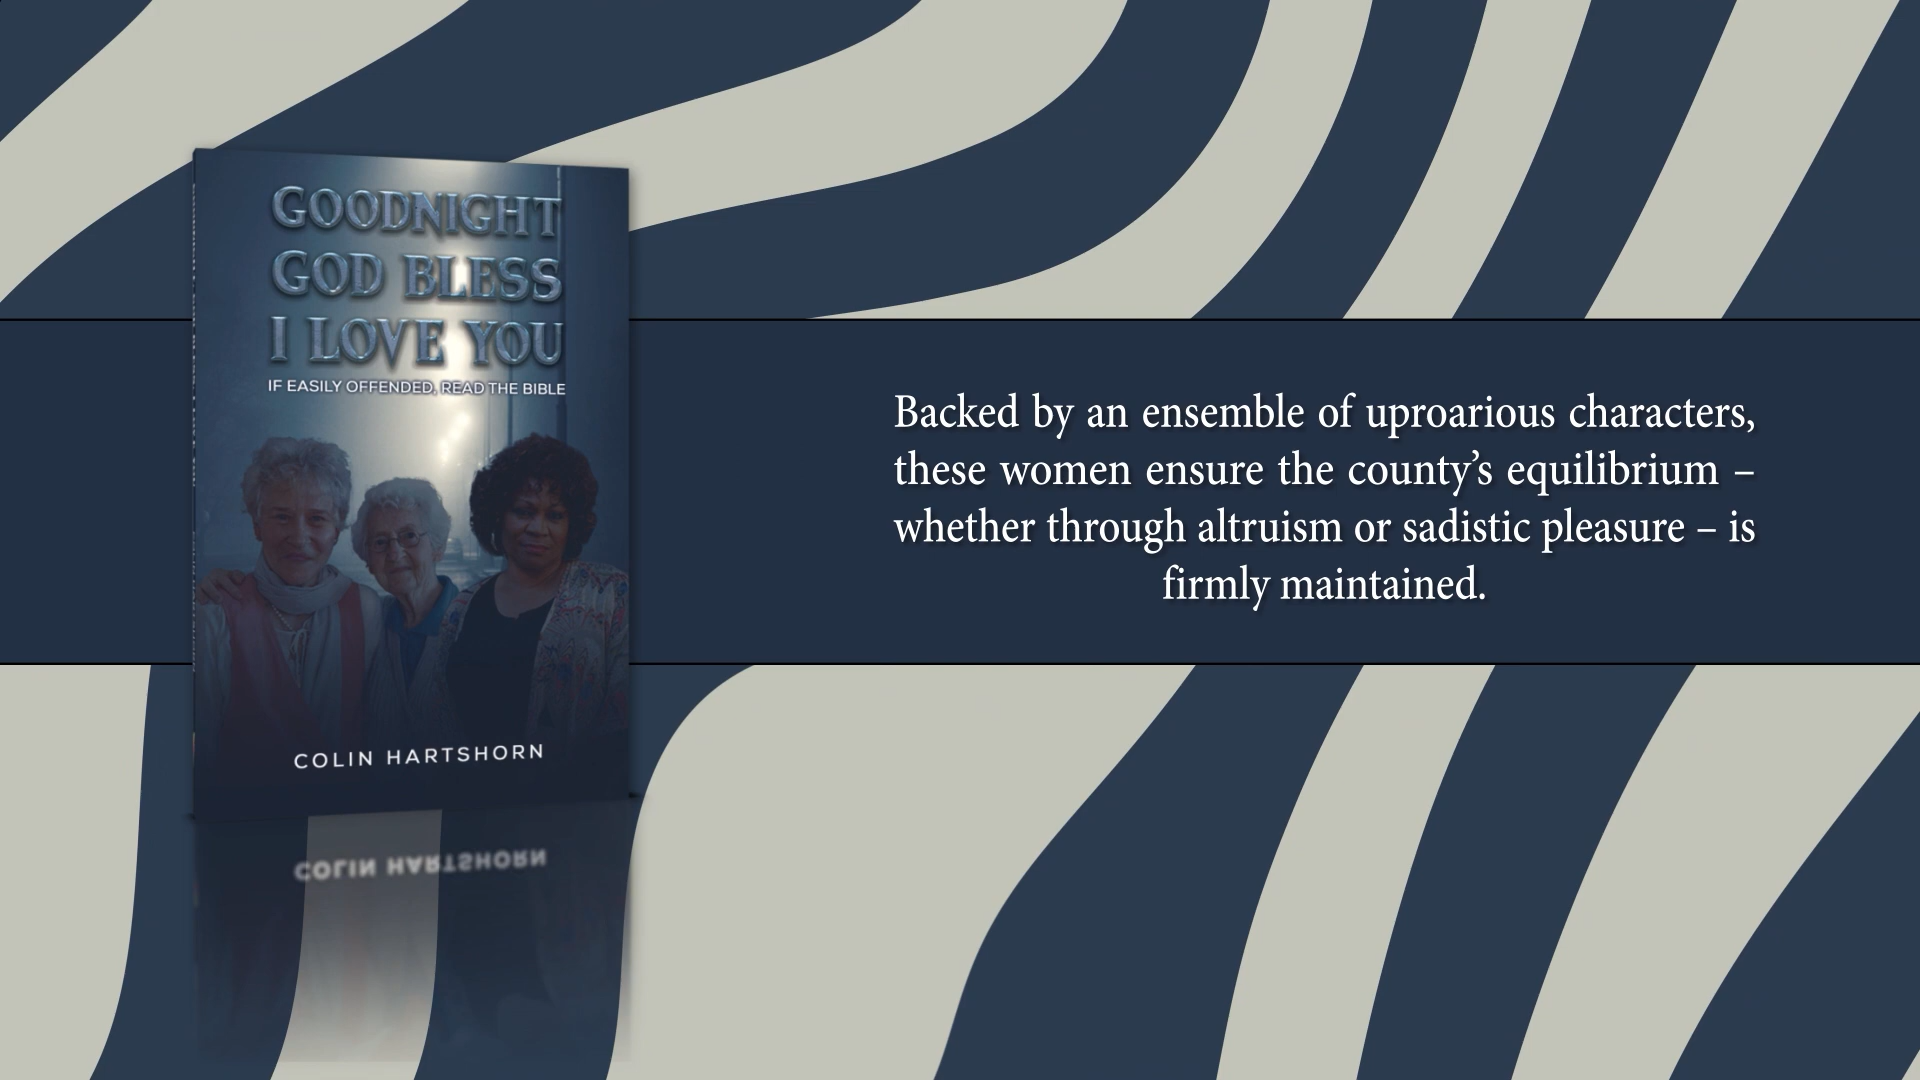 GOODNIGHT
GOD BLESS
I LOVE YOU
IF EASILY OFFENDED, READ THE BIBLE
COLIN HARTSHORN
COLIN HARTSHORN
Backed by an ensemble of uproarious characters,
these women ensure the county’s equilibrium –
whether through altruism or sadistic pleasure – is
firmly maintained.